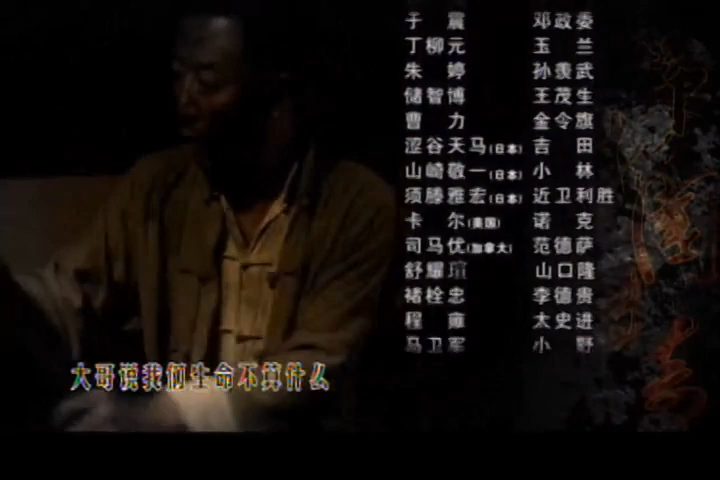 于震 邓政委
丁柳元 玉兰
朱婷 孙羡武
储智博 王茂生
曹力 金令旗
涩谷天马(日本) 吉田
山崎敬一(日本) 小林
须滕雅宏(日本) 近卫利胜
卡尔(美国) 诺克
司马优(加拿大) 范德萨
舒耀瑄 山口隆
褚栓忠 李德贵
程雍 太史进
马卫军 小野
大哥说我们生命不算什么